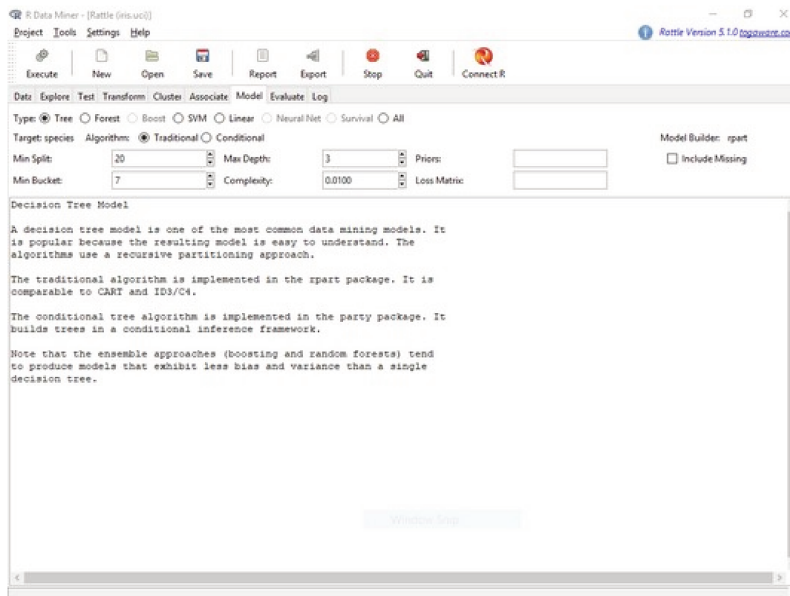 R Data Miner - [Rattle (iris.uci)]
Project Tools Settings Help
Rattle Version 5.1.0 togaware.co
Execute New Open Save Report Export Stop Quit Connect R
Data Explore Test Transform Cluster Associate Model Evaluate Log
Type: Tree Forest Boost SVM Linear Neural Net Survival All
Target: species Algorithm: Traditional Conditional Model Builder: rpart
Min Split: 20 Max Depth: 3 Priors: Include Missing
Min Bucket: 7 Complexity: 0.0100 Loss Matrix:
Decision Tree Model
A decision tree model is one of the most common data mining models. It
is popular because the resulting model is easy to understand. The
algorithms use a recursive partitioning approach.
The traditional algorithm is implemented in the rpart package. It is
comparable to CART and ID3/C4.
The conditional tree algorithm is implemented in the party package. It
builds trees in a conditional inference framework.
Note that the ensemble approaches (boosting and random forests) tend
to produce models that exhibit less bias and variance than a single
decision tree.
Window Snip